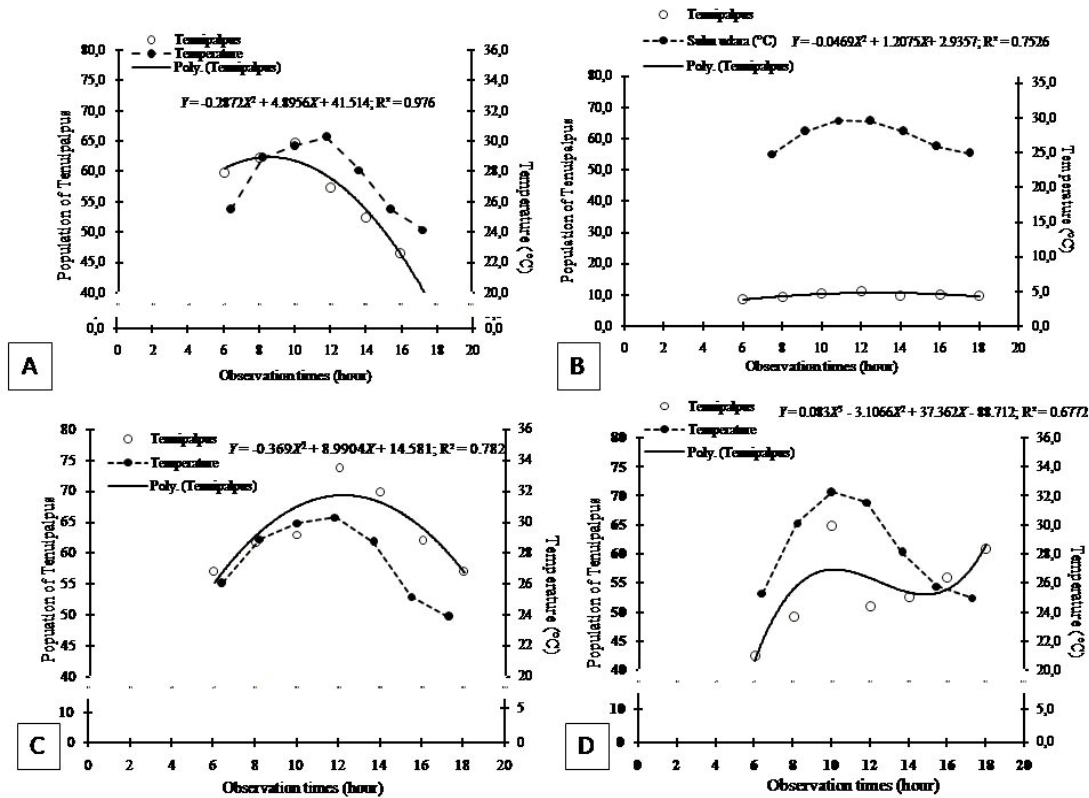 Tenuipalpus
Temperature
Poly. (Tenuipalpus)
Y = -0.2872X² + 4.8956X + 41.514; R² = 0.976
80,0
75,0
70,0
65,0
60,0
55,0
50,0
45,0
40,0
0,0
36,0
34,0
32,0
30,0
28,0
26,0
24,0
22,0
20,0
0,0
Population of Tenuipalpus
Temperature (°C)
0 2 4 6 8 10 12 14 16 18 20
Observation times (hour)
A
Tenuipalpus
Suhu udara (°C)
Y = -0.0469X² + 1.2075X + 2.9357; R² = 0.7526
Poly. (Tenuipalpus)
80,0
70,0
60,0
50,0
40,0
30,0
20,0
10,0
0,0
35,0
30,0
25,0
20,0
15,0
10,0
5,0
0,0
Population of Tenuipalpus
Temperature (°C)
0 2 4 6 8 10 12 14 16 18 20
Observation times (hour)
B
Tenuipalpus
Y = -0.369X² + 8.9904X + 14.581; R² = 0.782
Temperature
Poly. (Tenuipalpus)
80
75
70
65
60
55
50
45
40
10
0
36
34
32
30
28
26
24
22
20
5
0
Popuation of Tenuipalpus
Temperature (°C)
0 2 4 6 8 10 12 14 16 18 20
Observation times (hour)
C
Tenuipalpus
Y = 0.083X³ - 3.1066X² + 37.362X - 88.712; R² = 0.6772
Temperature
Poly. (Tenuipalpus)
80
75
70
65
60
55
50
45
40
10
0
36,0
34,0
32,0
30,0
28,0
26,0
24,0
22,0
20,0
5,0
0,0
Population of Tenuipalpus
Temperature (°C)
0 2 4 6 8 10 12 14 16 18 20
Observation times (hour)
D